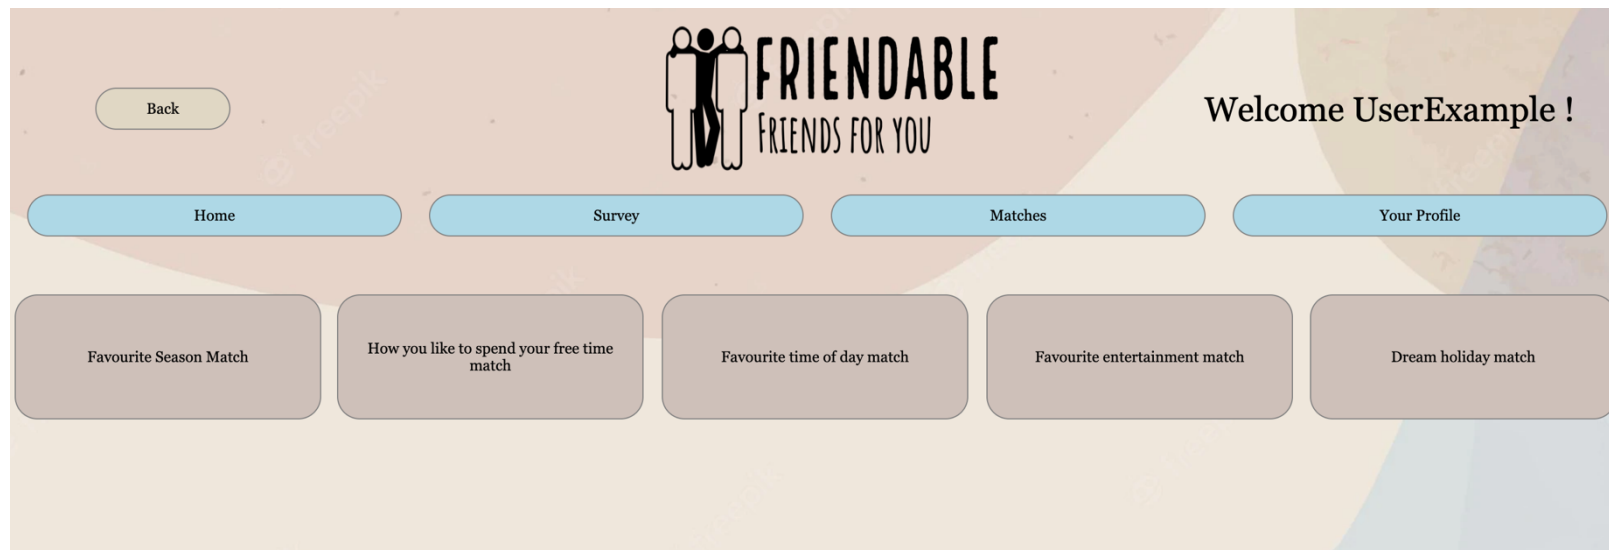 Back
FRIENDABLE
FRIENDS FOR YOU
Welcome UserExample !
Home
Survey
Matches
Your Profile
Favourite Season Match
How you like to spend your free time
match
Favourite time of day match
Favourite entertainment match
Dream holiday match
freepik